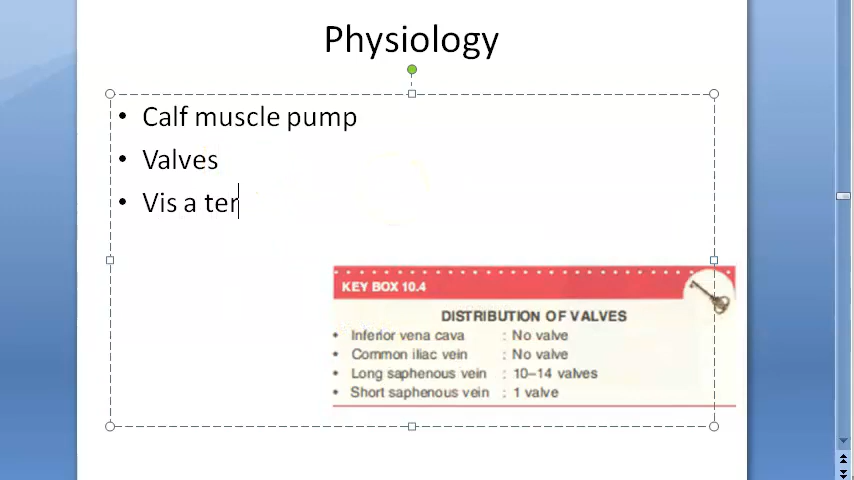 Physiology
• Calf muscle pump
• Valves
• Vis a ter
KEY BOX 10.4
DISTRIBUTION OF VALVES
• Inferior vena cava : No valve
• Common iliac vein : No valve
• Long saphenous vein : 10–14 valves
• Short saphenous vein : 1 valve